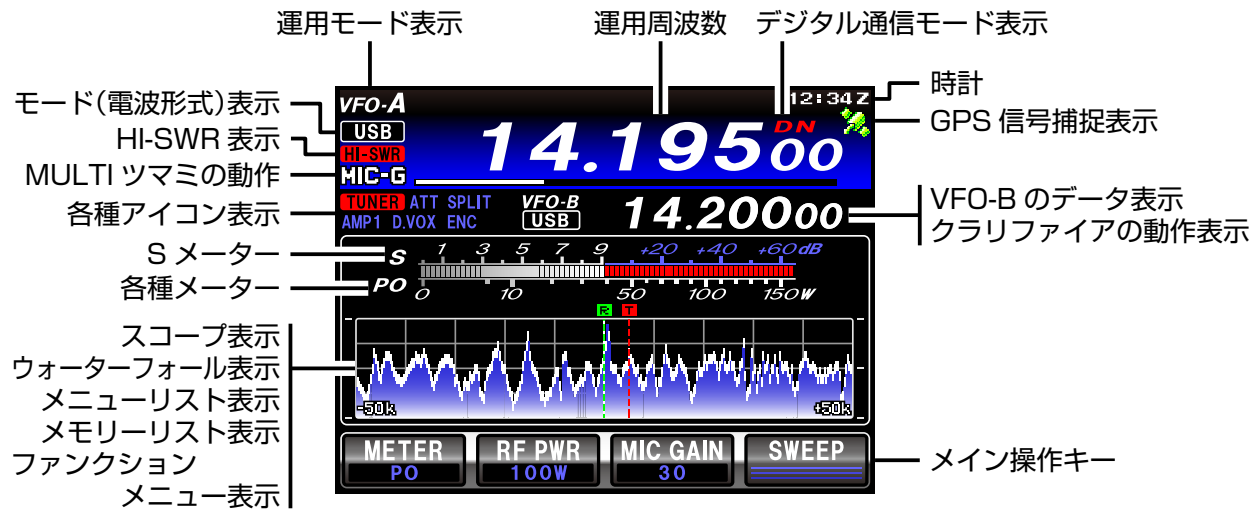 運用モード表示
運用周波数
デジタル通信モード表示
時計
GPS 信号捕捉表示
モード(電波形式)表示
HI-SWR 表示
MULTI ツマミの動作
各種アイコン表示
S メーター
各種メーター
スコープ表示
ウォーターフォール表示
メニューリスト表示
メモリーリスト表示
ファンクション
メニュー表示
VFO-A
12:34Z
USB
14.19500
DN
HI-SWR
MIC-G
TUNER ATT SPLIT
AMP1 D.VOX ENC
VFO-B
USB
14.20000
S 1 3 5 7 9 +20 +40 +60dB
PO 0 10 50 100 150W
R T
-50k +50k
METER RF PWR MIC GAIN SWEEP
PO 100W 30
VFO-B のデータ表示
クラリファイアの動作表示
メイン操作キー